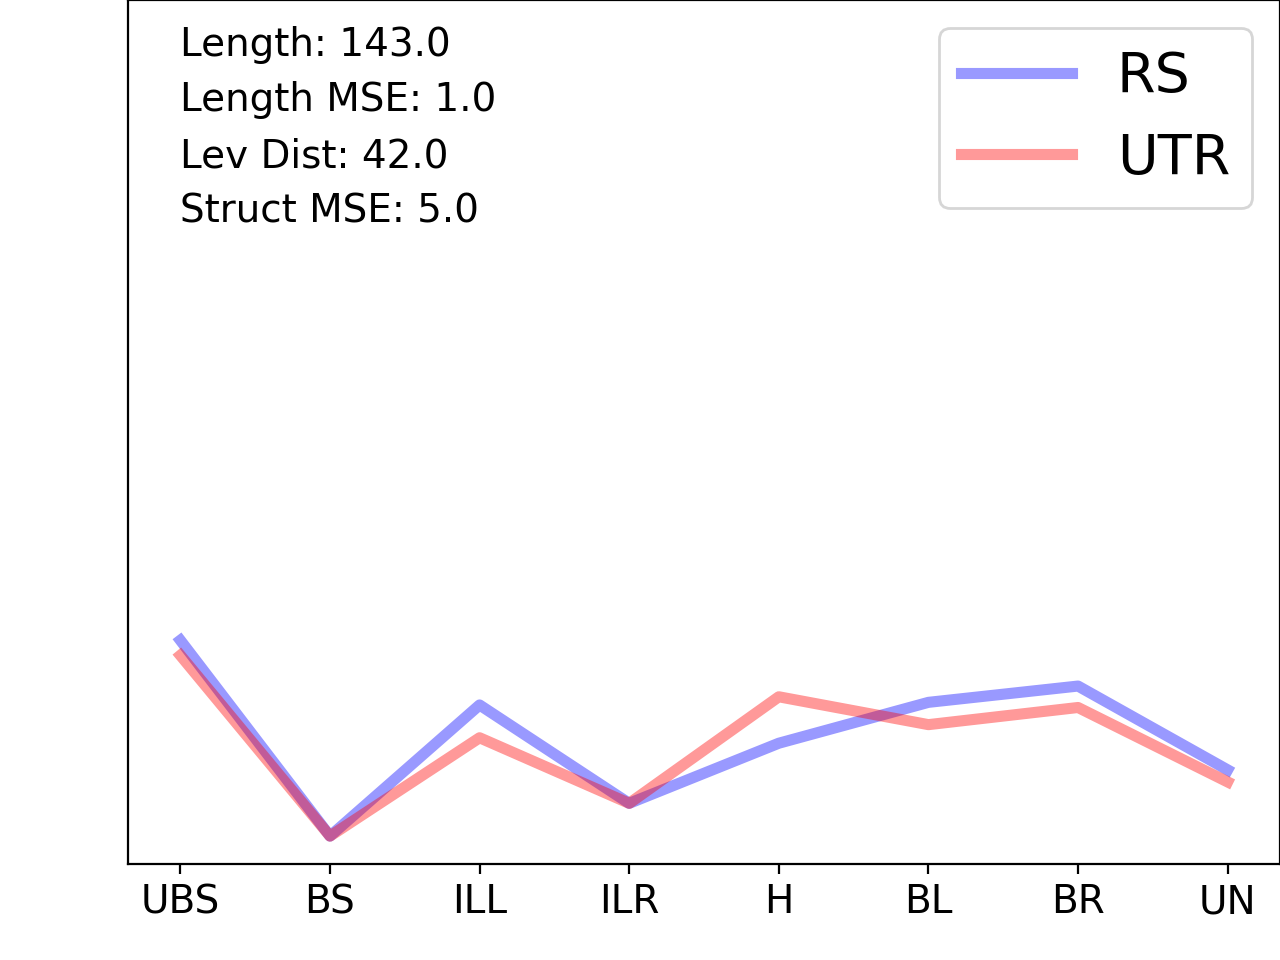 Length: 143.0
Length MSE: 1.0
Lev Dist: 42.0
Struct MSE: 5.0
RS
UTR
UBS BS ILL ILR H BL BR UN